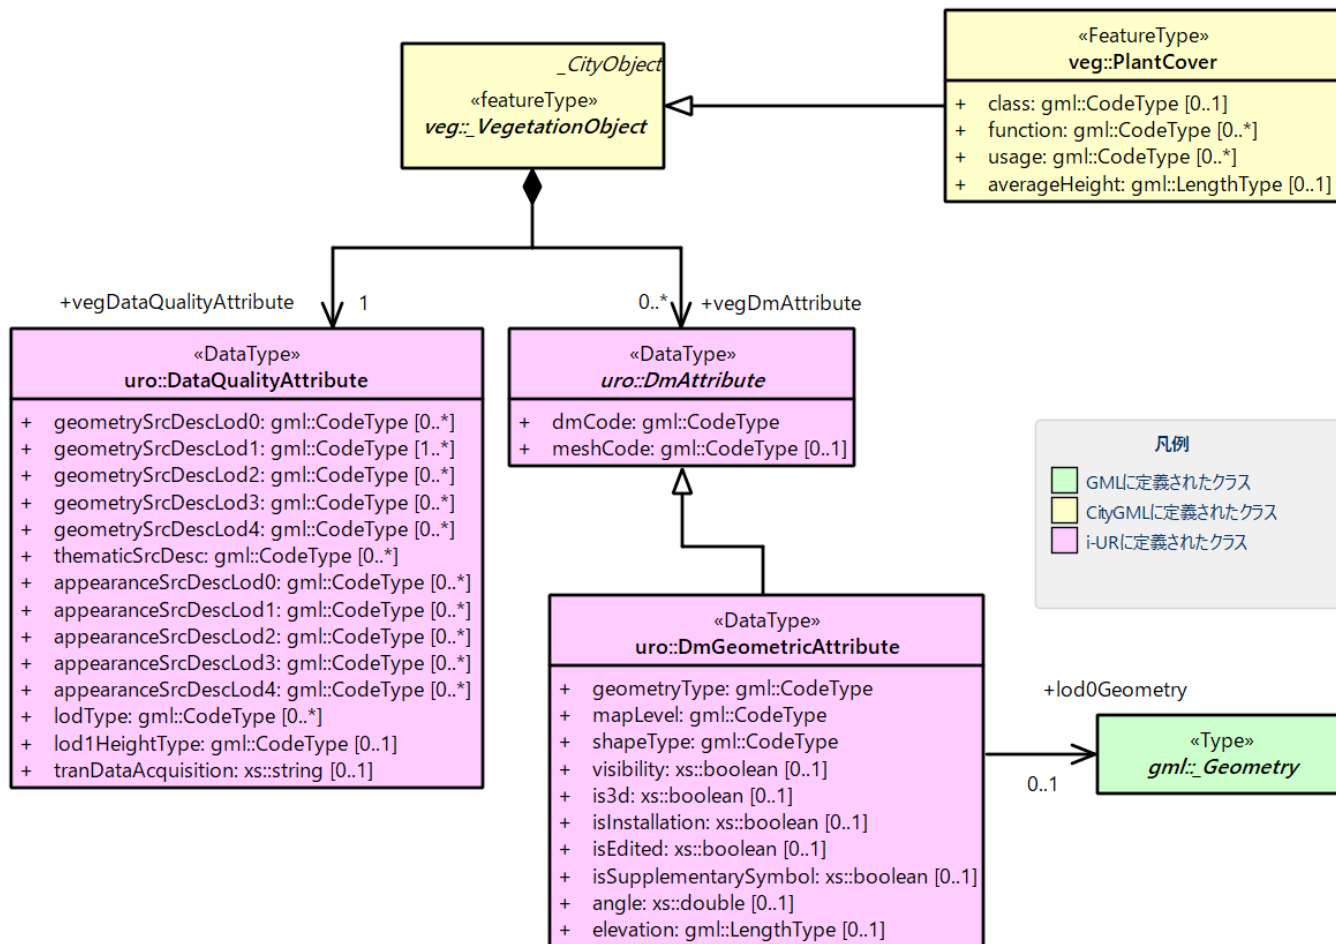 _CityObject
«featureType»
veg::_VegetationObject
«FeatureType»
veg::PlantCover
+ class: gml::CodeType [0..1]
+ function: gml::CodeType [0..*]
+ usage: gml::CodeType [0..*]
+ averageHeight: gml::LengthType [0..1]
+vegDataQualityAttribute
1
0..*
+vegDmAttribute
«DataType»
uro::DataQualityAttribute
+ geometrySrcDescLod0: gml::CodeType [0..*]
+ geometrySrcDescLod1: gml::CodeType [1..*]
+ geometrySrcDescLod2: gml::CodeType [0..*]
+ geometrySrcDescLod3: gml::CodeType [0..*]
+ geometrySrcDescLod4: gml::CodeType [0..*]
+ thematicSrcDesc: gml::CodeType [0..*]
+ appearanceSrcDescLod0: gml::CodeType [0..*]
+ appearanceSrcDescLod1: gml::CodeType [0..*]
+ appearanceSrcDescLod2: gml::CodeType [0..*]
+ appearanceSrcDescLod3: gml::CodeType [0..*]
+ appearanceSrcDescLod4: gml::CodeType [0..*]
+ lodType: gml::CodeType [0..*]
+ lod1HeightType: gml::CodeType [0..1]
+ tranDataAcquisition: xs::string [0..1]
«DataType»
uro::DmAttribute
+ dmCode: gml::CodeType
+ meshCode: gml::CodeType [0..1]
凡例
GMLに定義されたクラス
CityGMLに定義されたクラス
i-URに定義されたクラス
«DataType»
uro::DmGeometricAttribute
+ geometryType: gml::CodeType
+ mapLevel: gml::CodeType
+ shapeType: gml::CodeType
+ visibility: xs::boolean [0..1]
+ is3d: xs::boolean [0..1]
+ isInstallation: xs::boolean [0..1]
+ isEdited: xs::boolean [0..1]
+ isSupplementarySymbol: xs::boolean [0..1]
+ angle: xs::double [0..1]
+ elevation: gml::LengthType [0..1]
+lod0Geometry
0..1
«Type»
gml::_Geometry